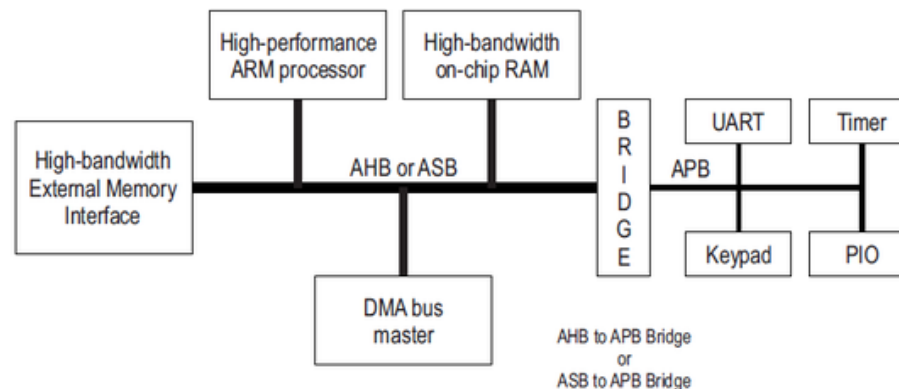 High-performance
ARM processor
High-bandwidth
on-chip RAM
High-bandwidth
External Memory
Interface
AHB or ASB
B
R
I
D
G
E
APB
UART
Timer
Keypad
PIO
DMA bus
master
AHB to APB Bridge
or
ASB to APB Bridge